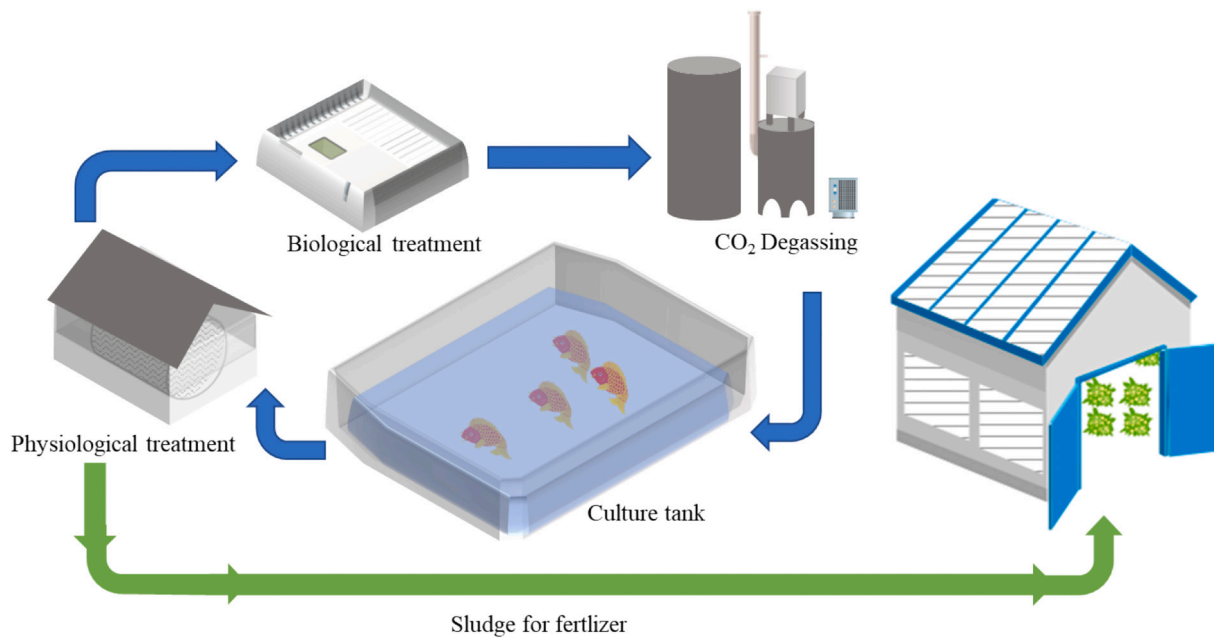 Biological treatment
CO₂ Degassing
Physiological treatment
Culture tank
Sludge for fertlizer